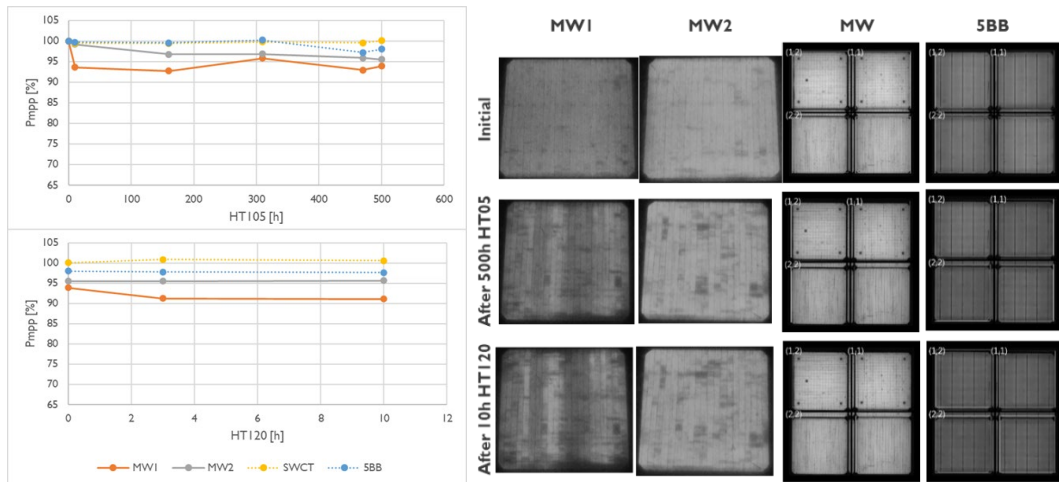 105
100
95
90
85
80
75
70
65
Pmpp [%]
0 100 200 300 400 500 600
HT105 [h]
105
100
95
90
85
80
75
70
65
Pmpp [%]
0 2 4 6 8 10 12
HT120 [h]
MW1 MW2 SWCT 5BB
MW1 MW2 MW 5BB
Initial
(1,2) (1,1)
(2,2)
(1,2) (1,1)
(2,2)
After 500h HT05
(1,2) (1,1)
(2,2)
(1,2) (1,1)
(2,2)
After 10h HT120
(1,2) (1,1)
(2,2)
(1,2) (1,1)
(2,2)